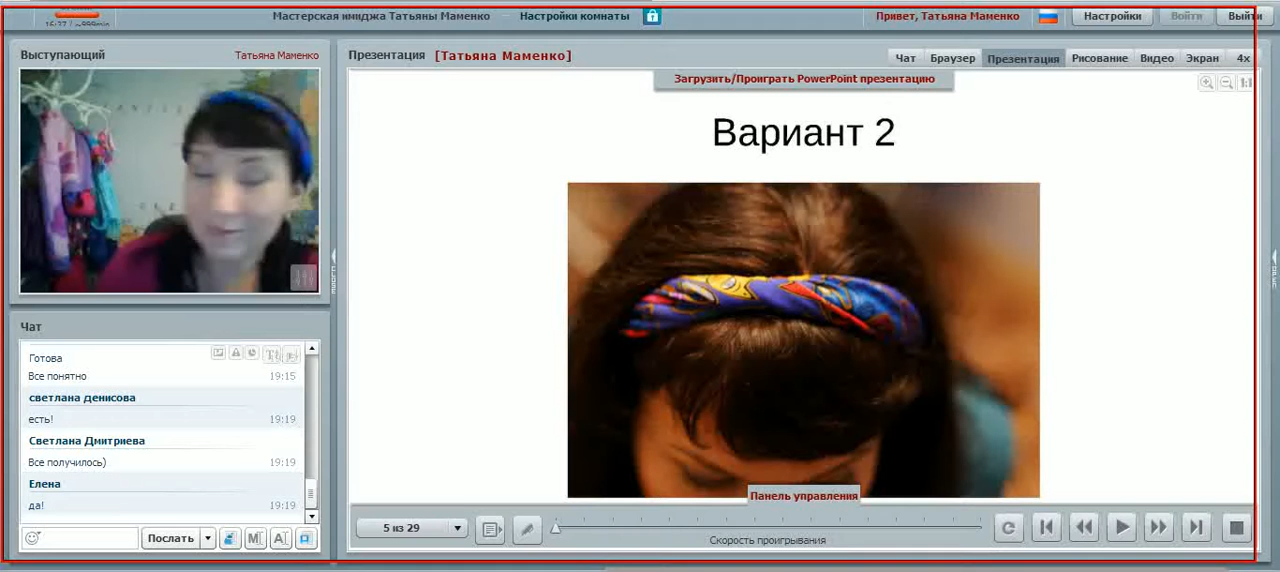 Мастерская имиджа Татьяны Маменко
Настройки комнаты
Привет, Татьяна Маменко
Настройки
Войти
Выйти
Выступающий
Татьяна Маменко
Презентация [Татьяна Маменко]
Чат
Браузер
Презентация
Рисование
Видео
Экран
4x
Загрузить/Проиграть PowerPoint презентацию
1:1
Вариант 2
Чат
Готова
Все понятно 19:15
светлана денисова
есть! 19:19
Светлана Дмитриева
Все получилось) 19:19
Елена
да! 19:19
Послать
Панель управления
5 из 29
Скорость проигрывания